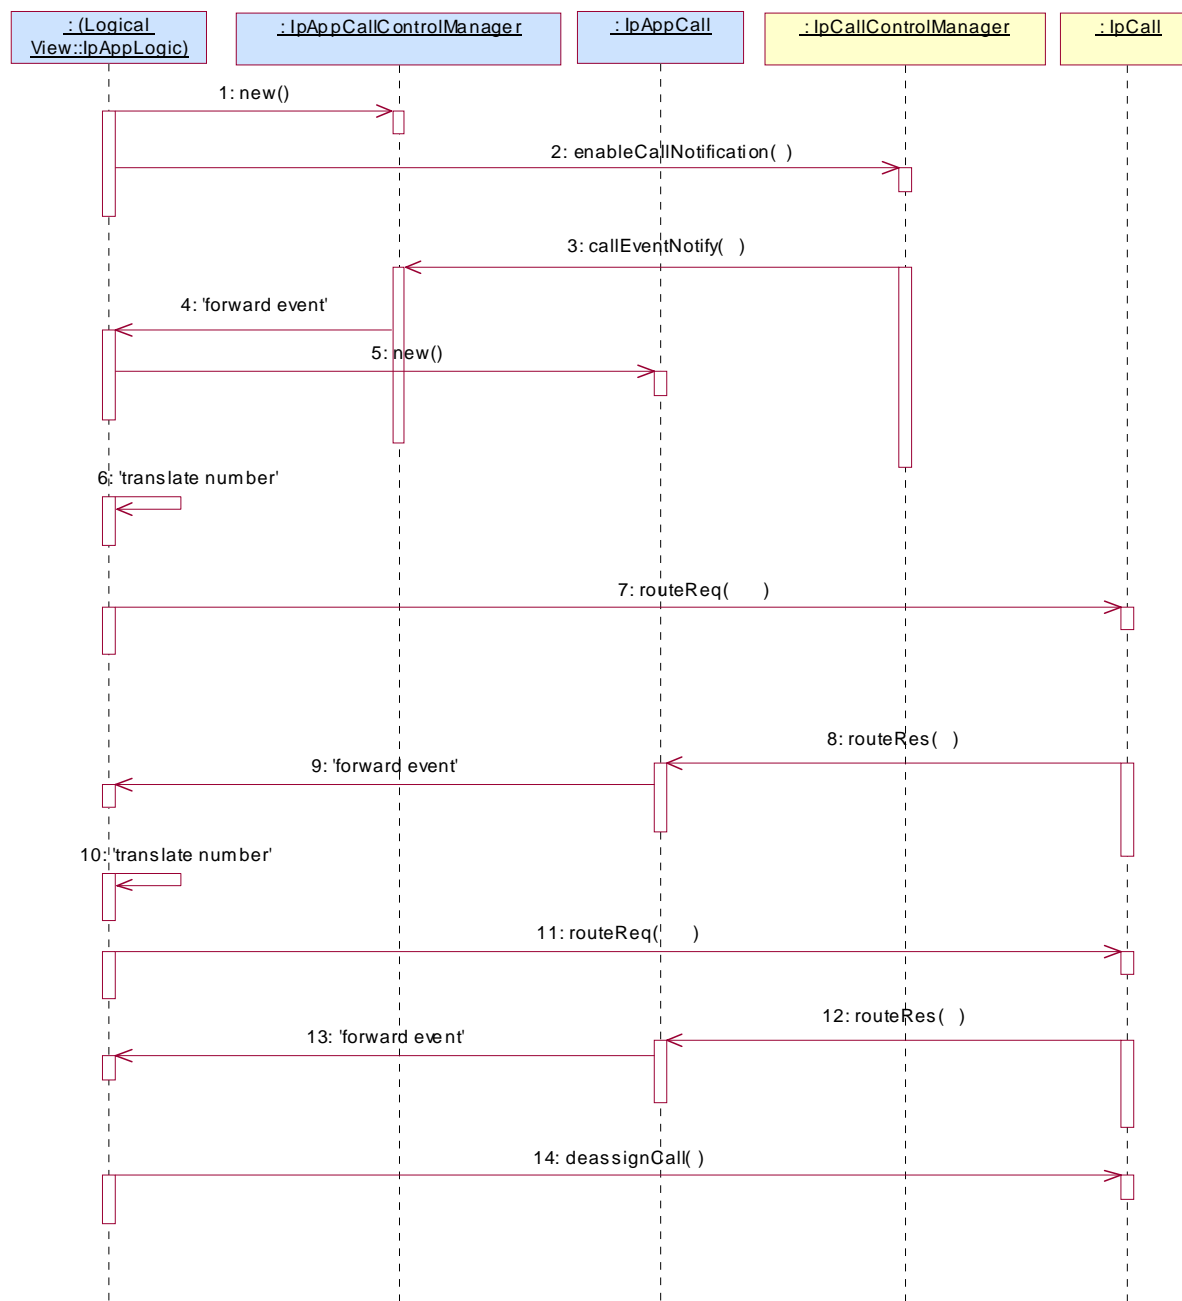 : (Logical
View::IpAppLogic)
: IpAppCallControlManager
: IpAppCall
: IpCallControlManager
: IpCall
1: new()
2: enableCallNotification( )
3: callEventNotify( )
4: 'forward event'
5: new()
6: 'translate number'
7: routeReq( )
8: routeRes( )
9: 'forward event'
10: 'translate number'
11: routeReq( )
12: routeRes( )
13: 'forward event'
14: deassignCall( )